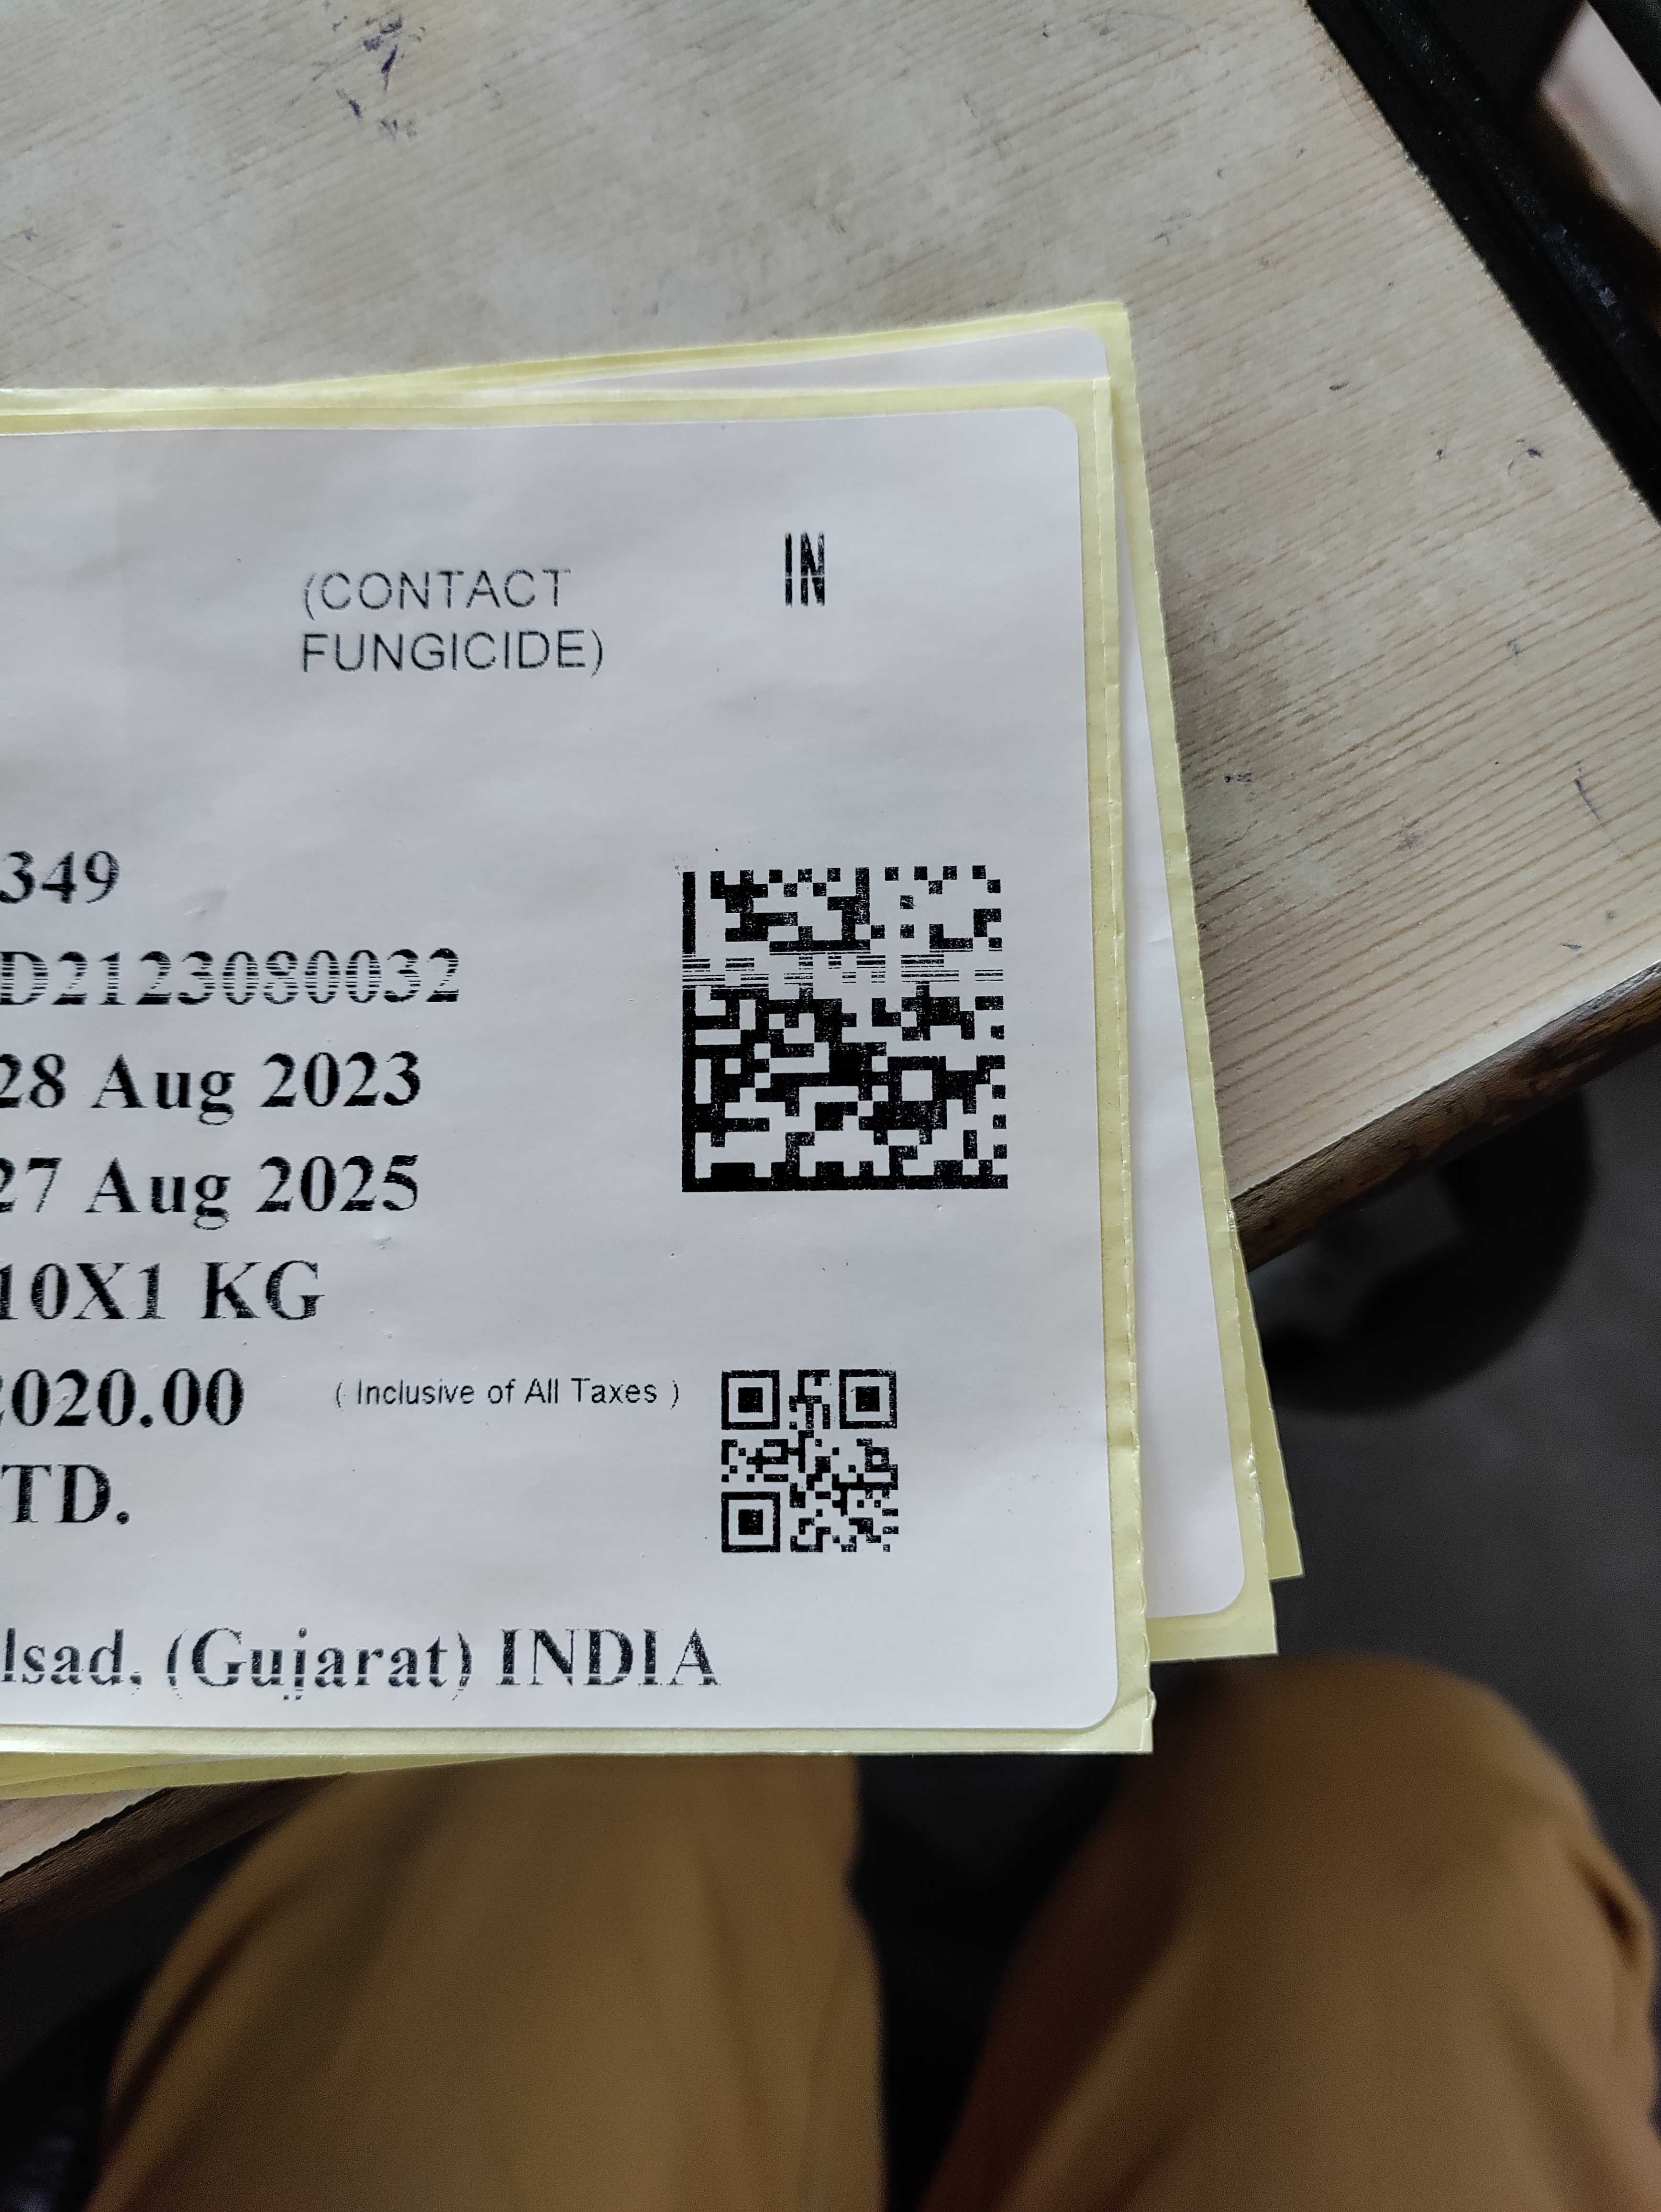 (CONTACT
FUNGICIDE)
IN
349
D2123080032
28 Aug 2023
27 Aug 2025
10X1 KG
020.00 ( Inclusive of All Taxes )
TD.
lsad, (Gujarat) INDIA